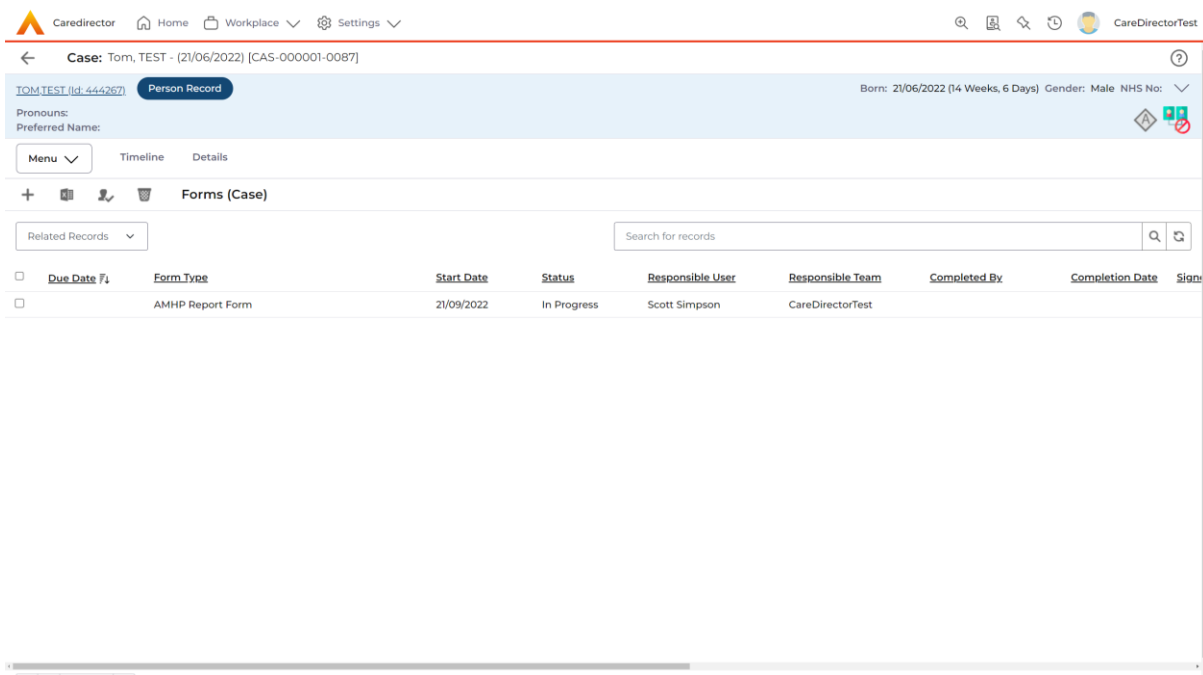 Caredirector Home Workplace Settings CareDirectorTest
Case: Tom, TEST - (21/06/2022) [CAS-000001-0087]
TOM,TEST (Id: 444267) Person Record Born: 21/06/2022 (14 Weeks, 6 Days) Gender: Male NHS No:
Pronouns:
Preferred Name:
A
Menu Timeline Details
Forms (Case)
Related Records Search for records
Due Date Form Type Start Date Status Responsible User Responsible Team Completed By Completion Date Signe
AMHP Report Form 21/09/2022 In Progress Scott Simpson CareDirectorTest